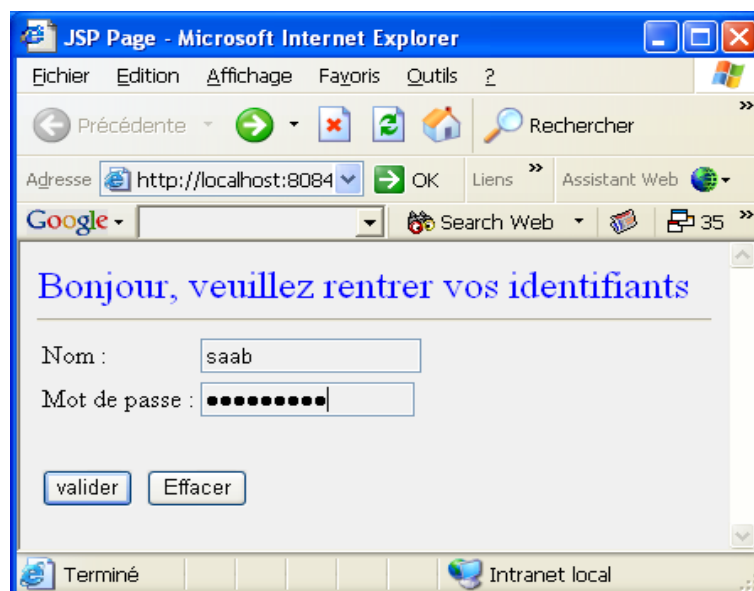 JSP Page - Microsoft Internet Explorer
Fichier Edition Affichage Favoris Outils ?
Précédente Rechercher »
Adresse http://localhost:8084 OK Liens » Assistant Web
Google Search Web 35 »
Bonjour, veuillez rentrer vos identifiants
Nom : saab
Mot de passe : •••••••••
valider Effacer
Terminé Intranet local